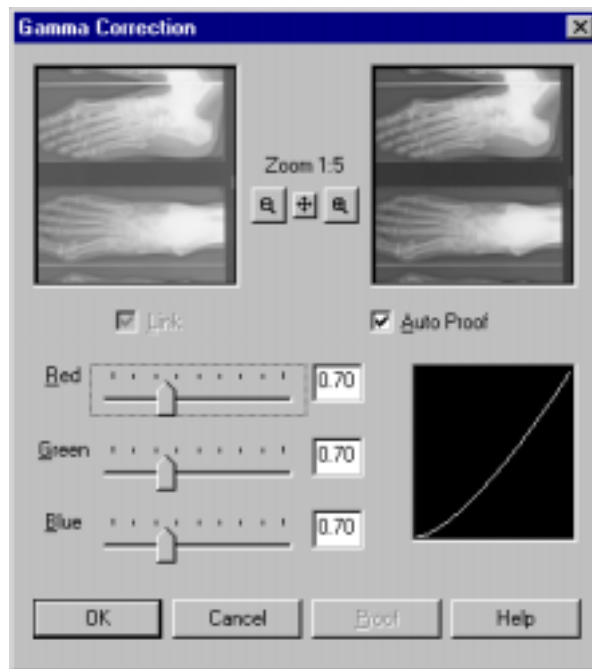 Gamma Correction
Zoom 1:5
Link
Auto Proof
Red 0.70
Green 0.70
Blue 0.70
OK Cancel Proof Help